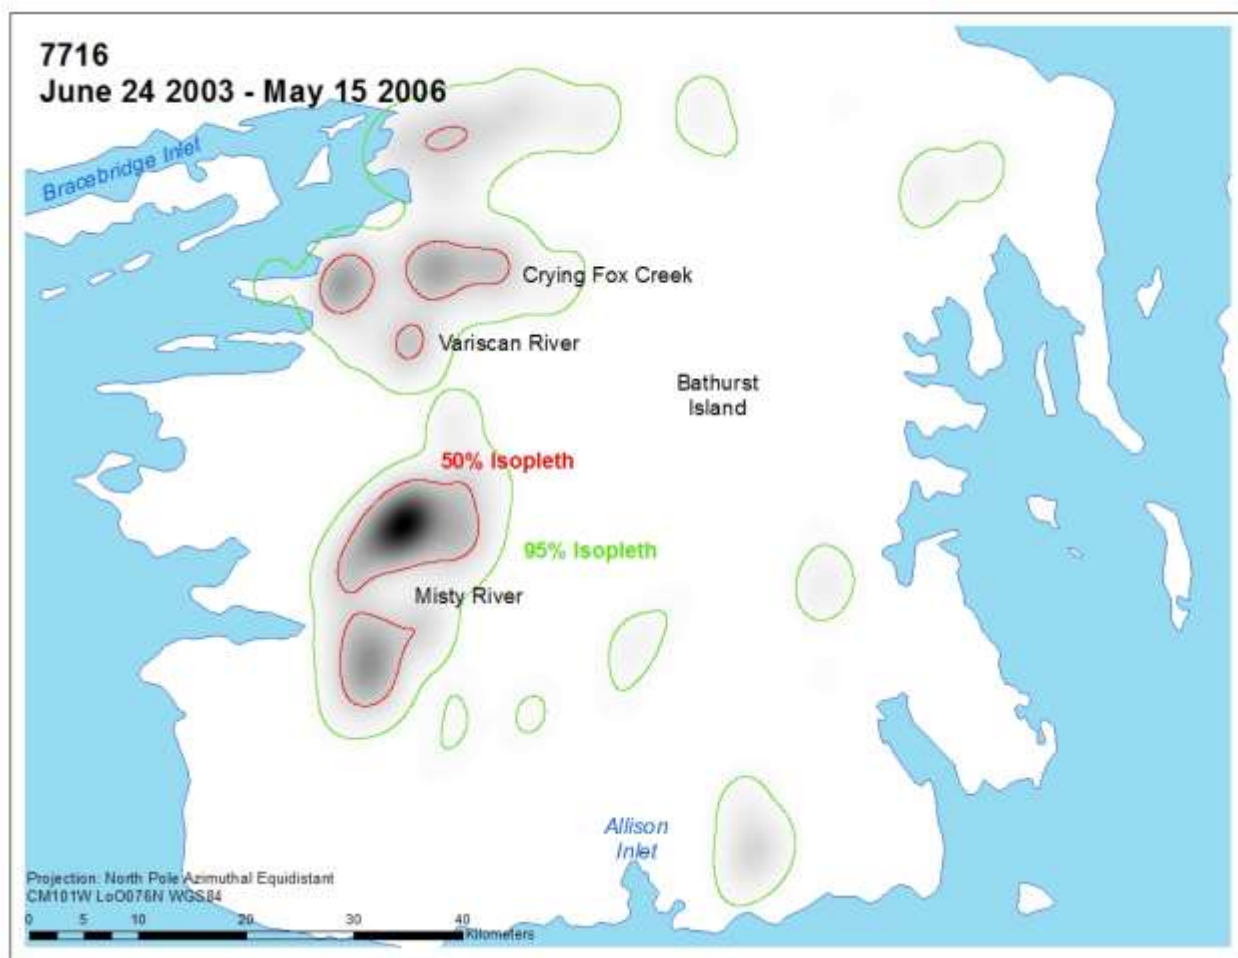 7716
June 24 2003 - May 15 2006
Bracebridge Inlet
Crying Fox Creek
Variscan River
Bathurst
Island
50% Isopleth
95% Isopleth
Misty River
Allison
Inlet
Projection: North Pole Azimuthal Equidistant
CM101W LoO076N WGS84
0 5 10 20 30 40
Kilometers